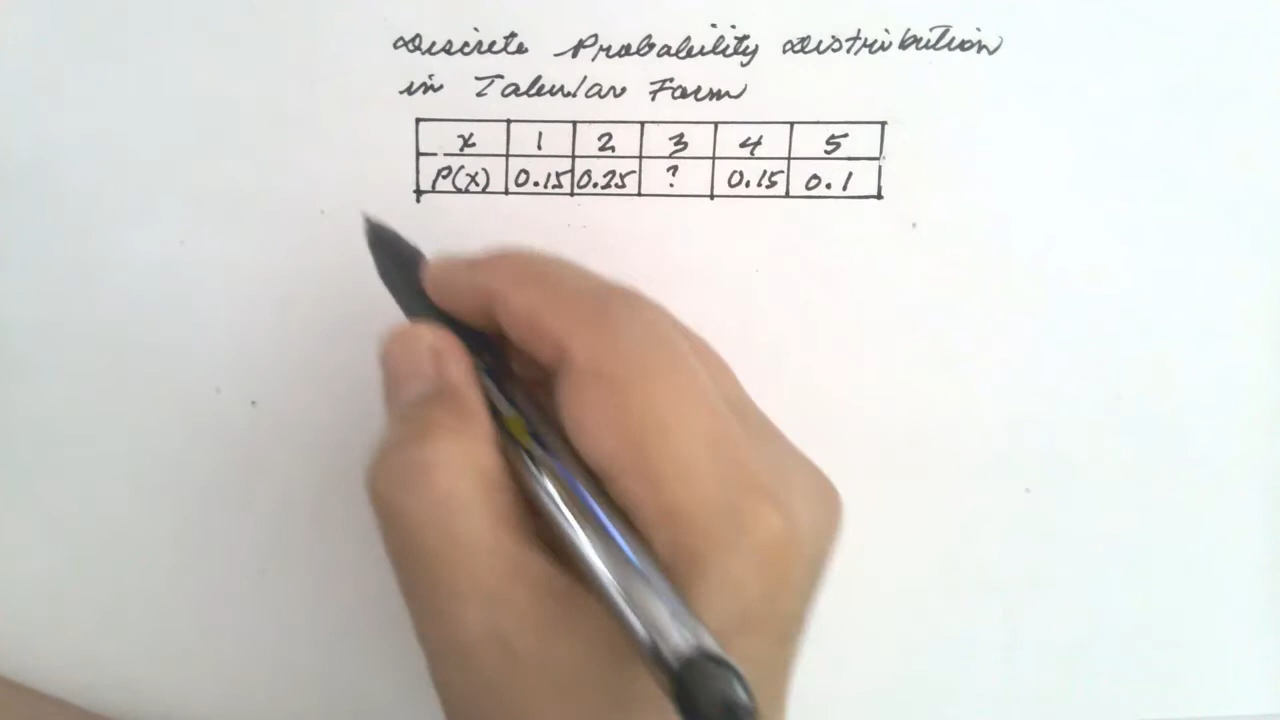 Discrete Probability Distribution
in Tabular Form
x 1 2 3 4 5
P(x) 0.15 0.25 ? 0.15 0.1